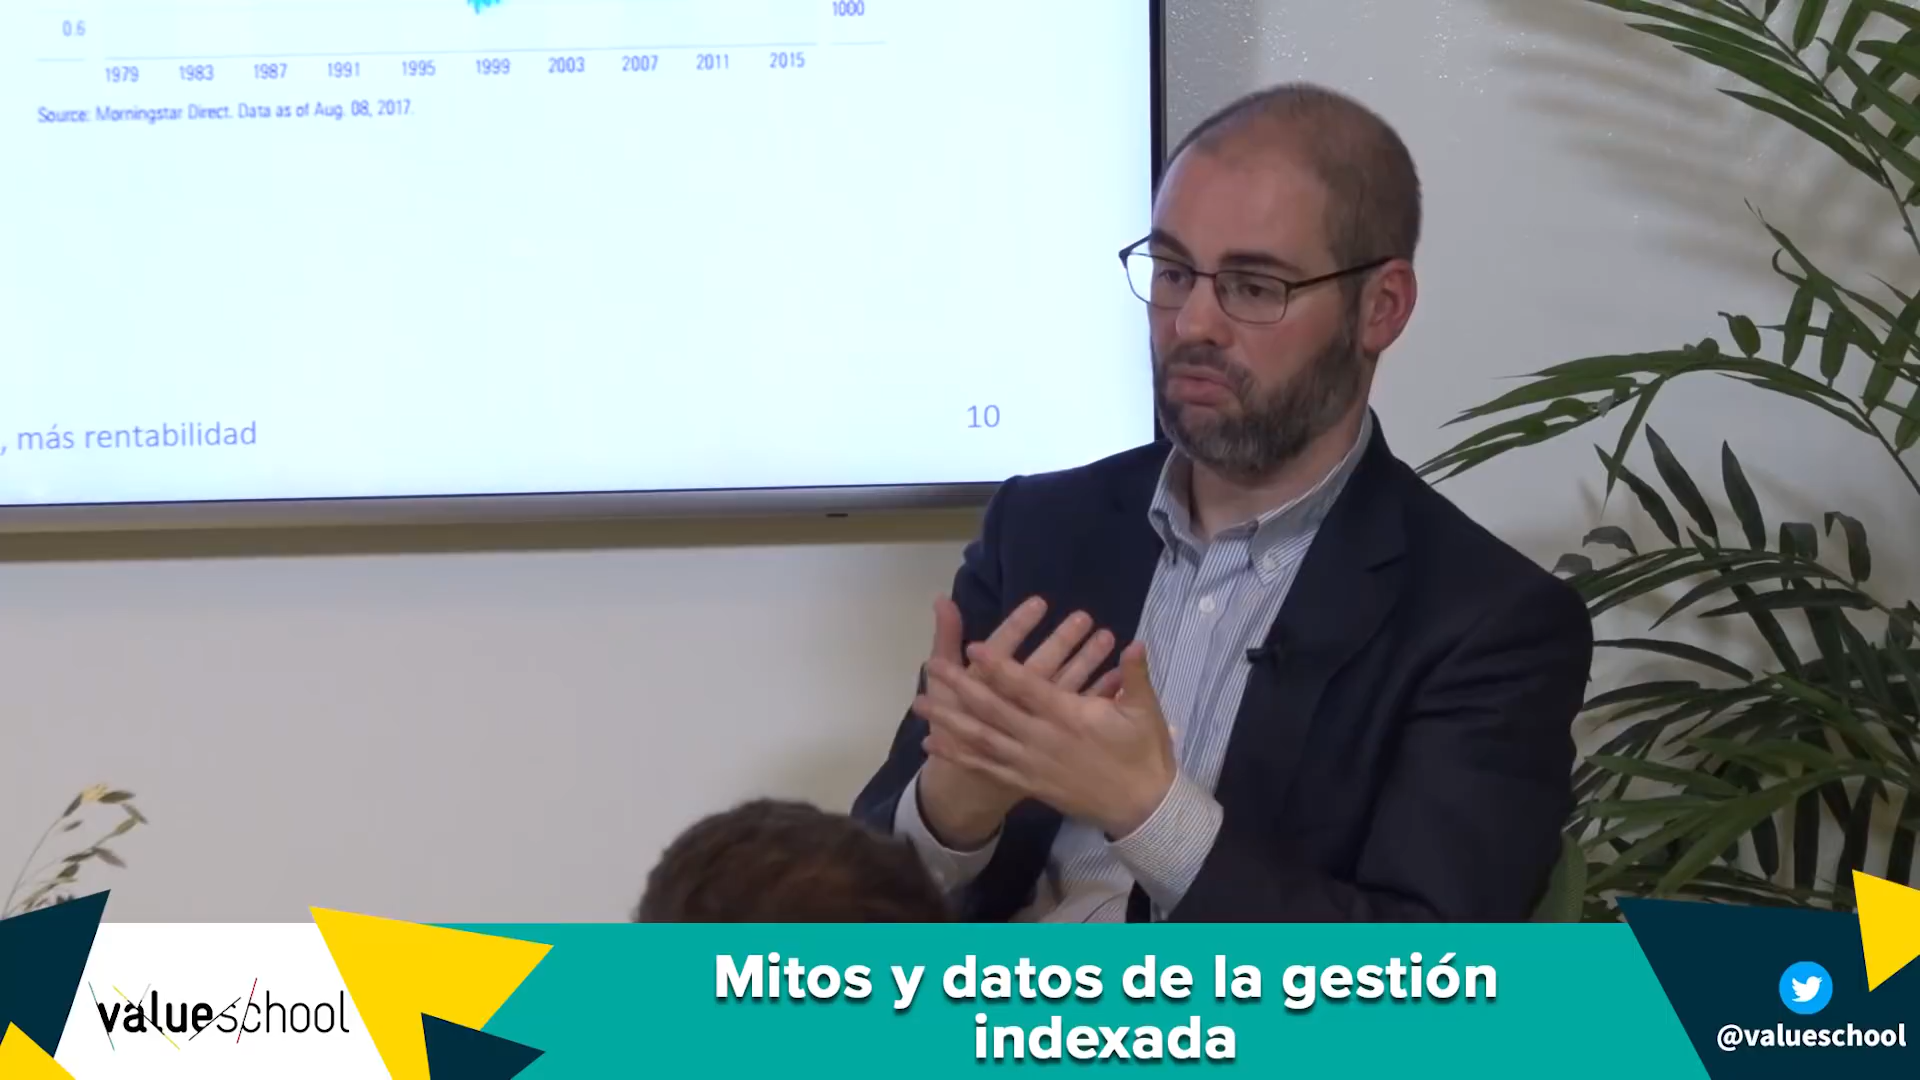 0.6
1000
1979 1983 1987 1991 1995 1999 2003 2007 2011 2015
Source: Morningstar Direct. Data as of Aug. 08, 2017.
, más rentabilidad
10
valueschool
Mitos y datos de la gestión
indexada
@valueschool